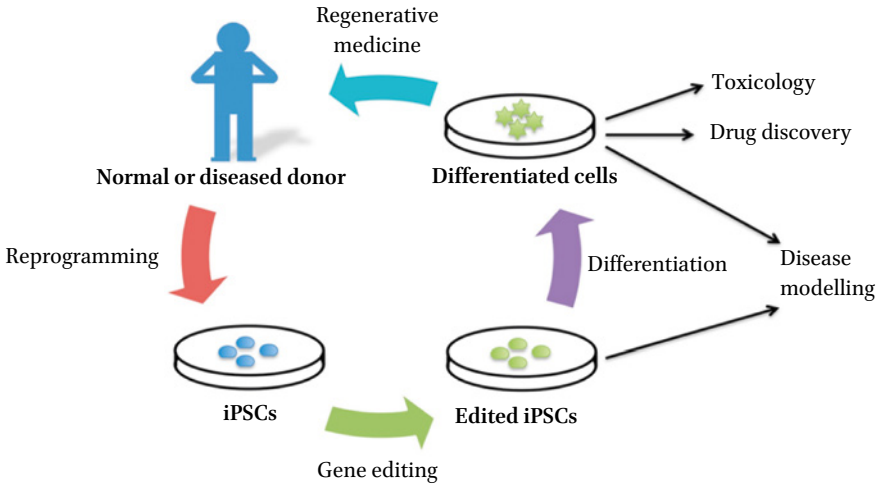 Regenerative
medicine
Toxicology
Drug discovery
Normal or diseased donor
Differentiated cells
Reprogramming
Differentiation
Disease
modelling
iPSCs
Edited iPSCs
Gene editing